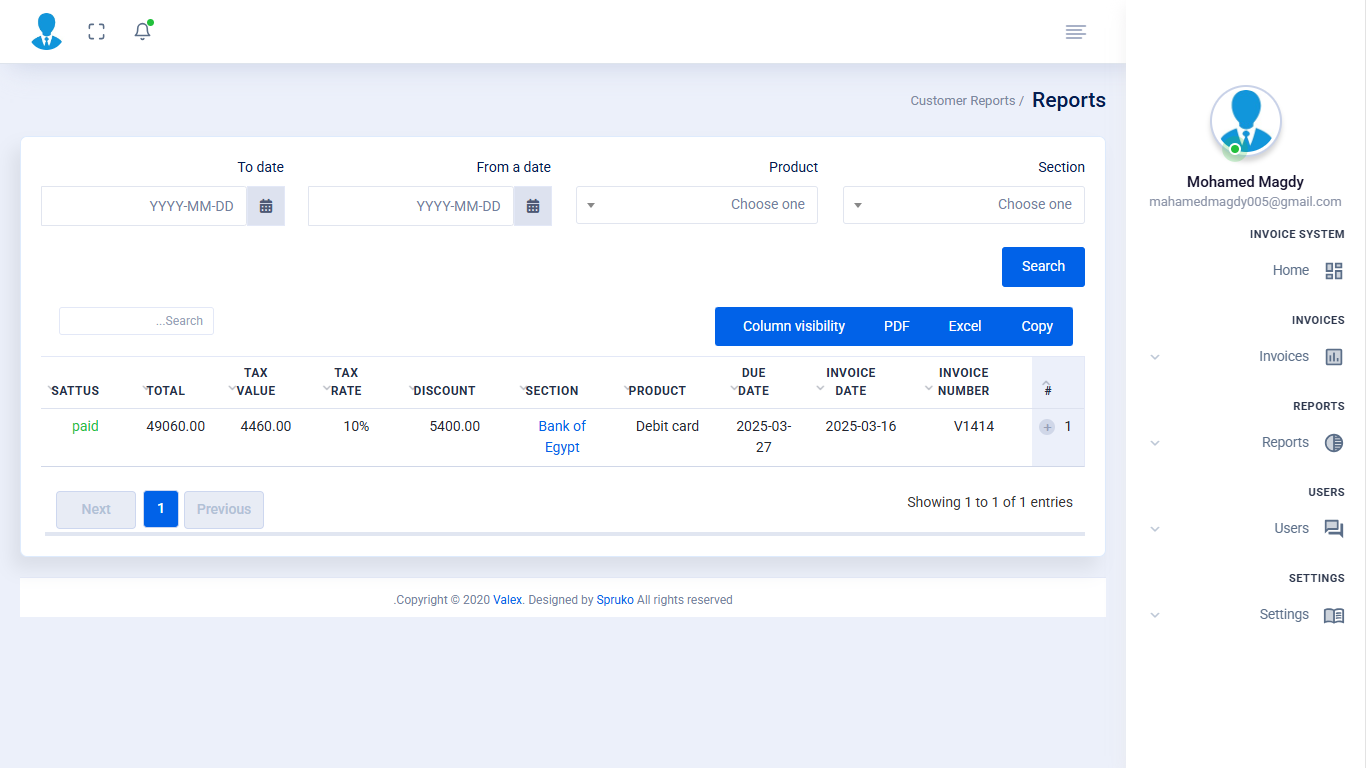 Customer Reports / Reports
To date
From a date
Product
Section
YYYY-MM-DD
YYYY-MM-DD
Choose one
Choose one
Search
...Search
Column visibility PDF Excel Copy
SATTUS TOTAL TAX VALUE TAX RATE DISCOUNT SECTION PRODUCT DUE DATE INVOICE DATE INVOICE NUMBER #
paid 49060.00 4460.00 10% 5400.00 Bank of Egypt Debit card 2025-03-27 2025-03-16 V1414 1
Next 1 Previous
Showing 1 to 1 of 1 entries
.Copyright © 2020 Valex. Designed by Spruko All rights reserved
Mohamed Magdy
mahamedmagdy005@gmail.com
INVOICE SYSTEM
Home
INVOICES
Invoices
REPORTS
Reports
USERS
Users
SETTINGS
Settings